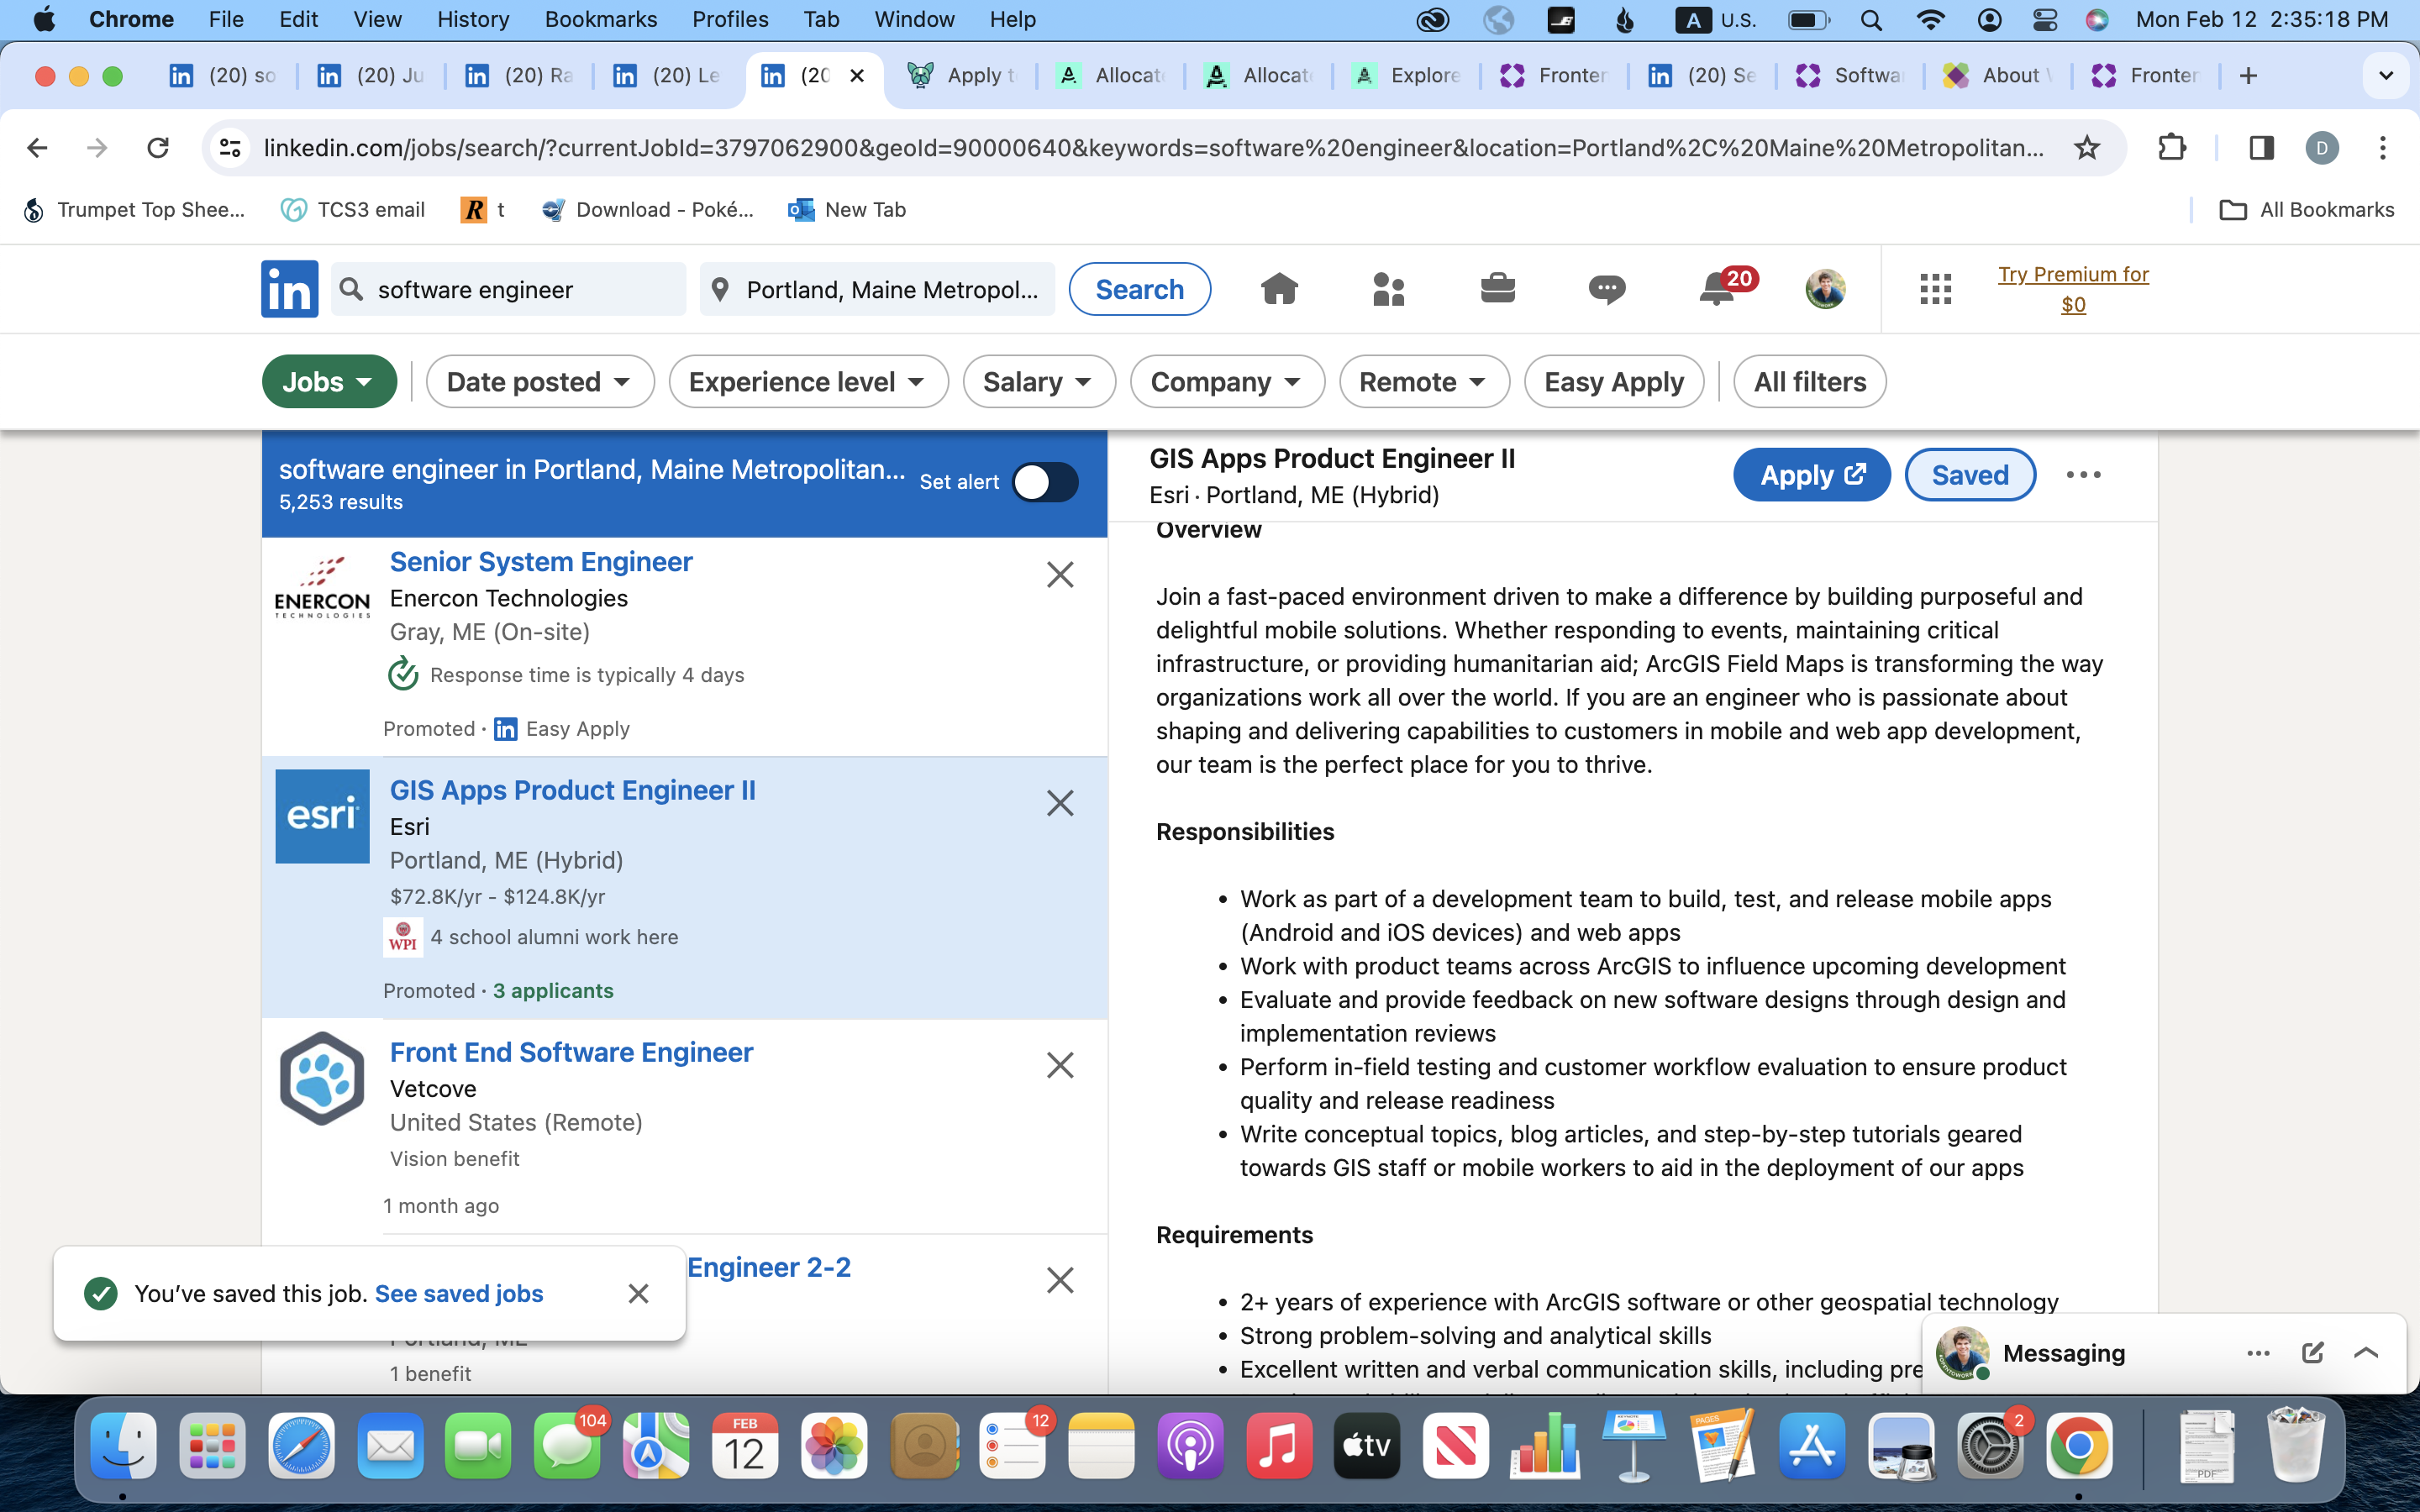 Chrome File Edit View History Bookmarks Profiles Tab Window Help A U.S. Mon Feb 12 2:35:18 PM
(20) so (20) Ju (20) Ra (20) Le (20 Apply t Allocat Allocat Explore Fronter (20) Se Softwa About Fronter
linkedin.com/jobs/search/?currentJobId=3797062900&geoId=90000640&keywords=software%20engineer&location=Portland%2C%20Maine%20Metropolitan... D
Trumpet Top Shee... TCS3 email R t Download - Poké... New Tab All Bookmarks
in software engineer Portland, Maine Metropol... Search 20 Try Premium for
$0
Jobs Date posted Experience level Salary Company Remote Easy Apply All filters
software engineer in Portland, Maine Metropolitan... Set alert
5,253 results
ENERCON
TECHNOLOGIES
Senior System Engineer
Enercon Technologies
Gray, ME (On-site)
Response time is typically 4 days
Promoted · in Easy Apply
esri
GIS Apps Product Engineer II
Esri
Portland, ME (Hybrid)
$72.8K/yr - $124.8K/yr
WPI 4 school alumni work here
Promoted · 3 applicants
Front End Software Engineer
Vetcove
United States (Remote)
Vision benefit
1 month ago
Engineer 2-2
Portland, ME
1 benefit
You've saved this job. See saved jobs
GIS Apps Product Engineer II
Esri · Portland, ME (Hybrid)
Apply Saved
Overview
Join a fast-paced environment driven to make a difference by building purposeful and
delightful mobile solutions. Whether responding to events, maintaining critical
infrastructure, or providing humanitarian aid; ArcGIS Field Maps is transforming the way
organizations work all over the world. If you are an engineer who is passionate about
shaping and delivering capabilities to customers in mobile and web app development,
our team is the perfect place for you to thrive.
Responsibilities
• Work as part of a development team to build, test, and release mobile apps
(Android and iOS devices) and web apps
• Work with product teams across ArcGIS to influence upcoming development
• Evaluate and provide feedback on new software designs through design and
implementation reviews
• Perform in-field testing and customer workflow evaluation to ensure product
quality and release readiness
• Write conceptual topics, blog articles, and step-by-step tutorials geared
towards GIS staff or mobile workers to aid in the deployment of our apps
Requirements
• 2+ years of experience with ArcGIS software or other geospatial technology
• Strong problem-solving and analytical skills
• Excellent written and verbal communication skills, including pre
Messaging
104 FEB 12 12 tv PAGES 2 PDF